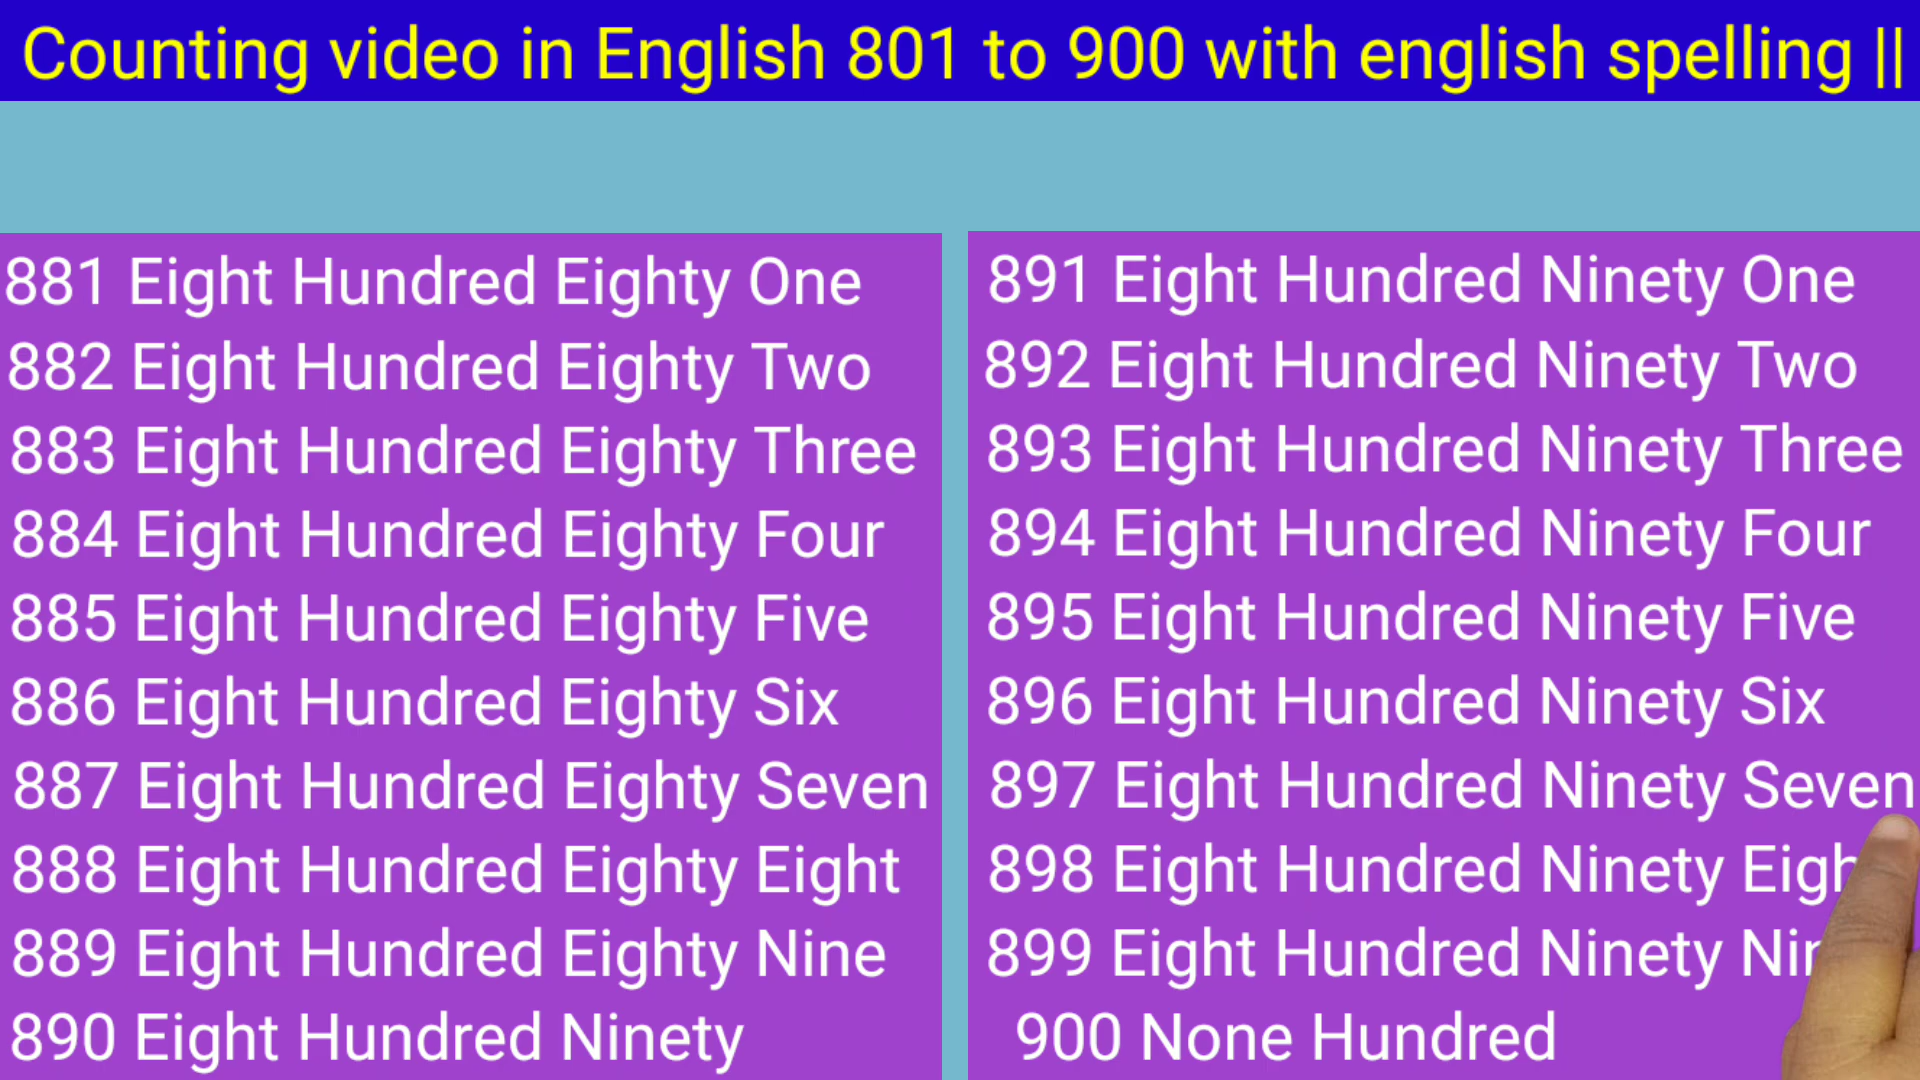 Counting video in English 801 to 900 with english spelling ||
881 Eight Hundred Eighty One
882 Eight Hundred Eighty Two
883 Eight Hundred Eighty Three
884 Eight Hundred Eighty Four
885 Eight Hundred Eighty Five
886 Eight Hundred Eighty Six
887 Eight Hundred Eighty Seven
888 Eight Hundred Eighty Eight
889 Eight Hundred Eighty Nine
890 Eight Hundred Ninety
891 Eight Hundred Ninety One
892 Eight Hundred Ninety Two
893 Eight Hundred Ninety Three
894 Eight Hundred Ninety Four
895 Eight Hundred Ninety Five
896 Eight Hundred Ninety Six
897 Eight Hundred Ninety Seven
898 Eight Hundred Ninety
899 Eight Hundred Ninety
900 None Hundred